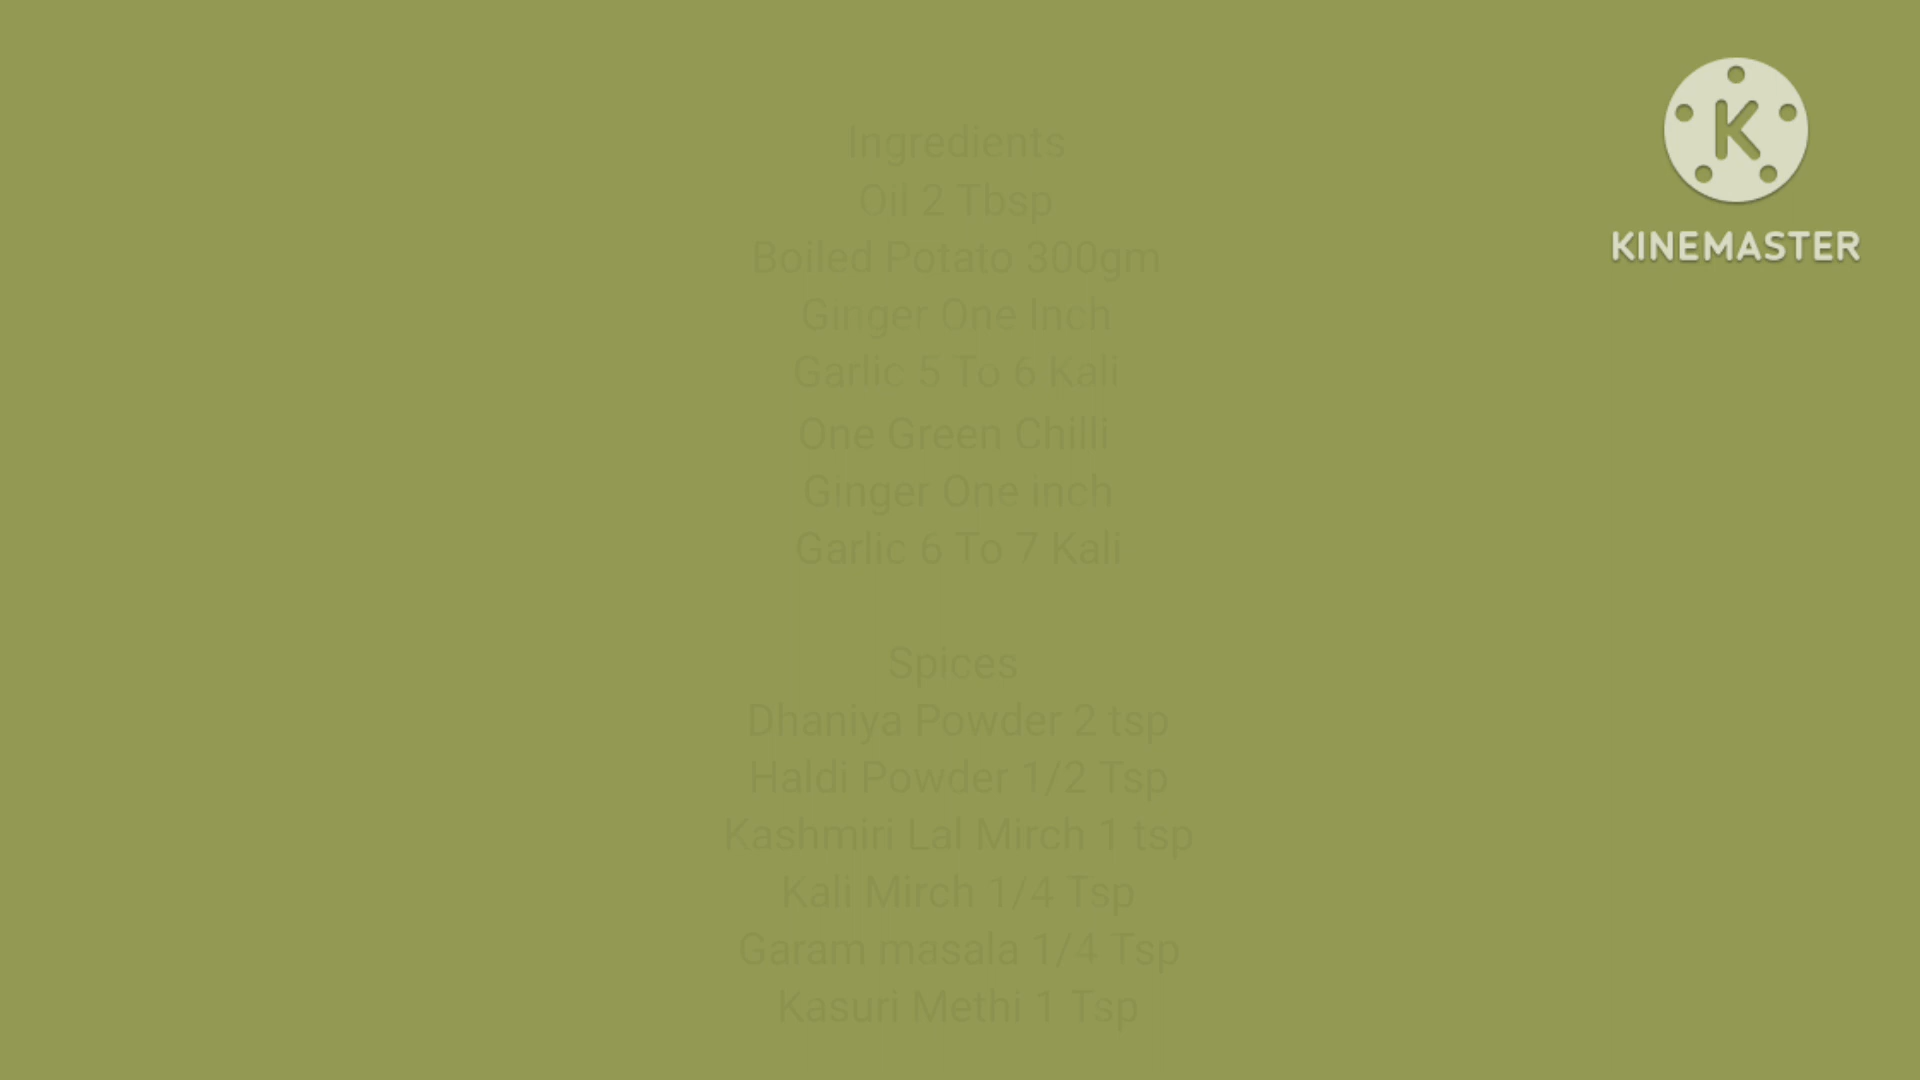 Ingredients
Oil 2 Tbsp
Boiled Potato 300gm
Ginger One Inch
Garlic 5 To 6 Kali
One Green Chilli
Ginger One inch
Garlic 6 To 7 Kali
Spices
Dhaniya Powder 2 tsp
Haldi Powder 1/2 Tsp
Kashmiri Lal Mirch 1 tsp
Kali Mirch 1/4 Tsp
Garam masala 1/4 Tsp
Kasuri Methi 1 Tsp
K
KINEMASTER